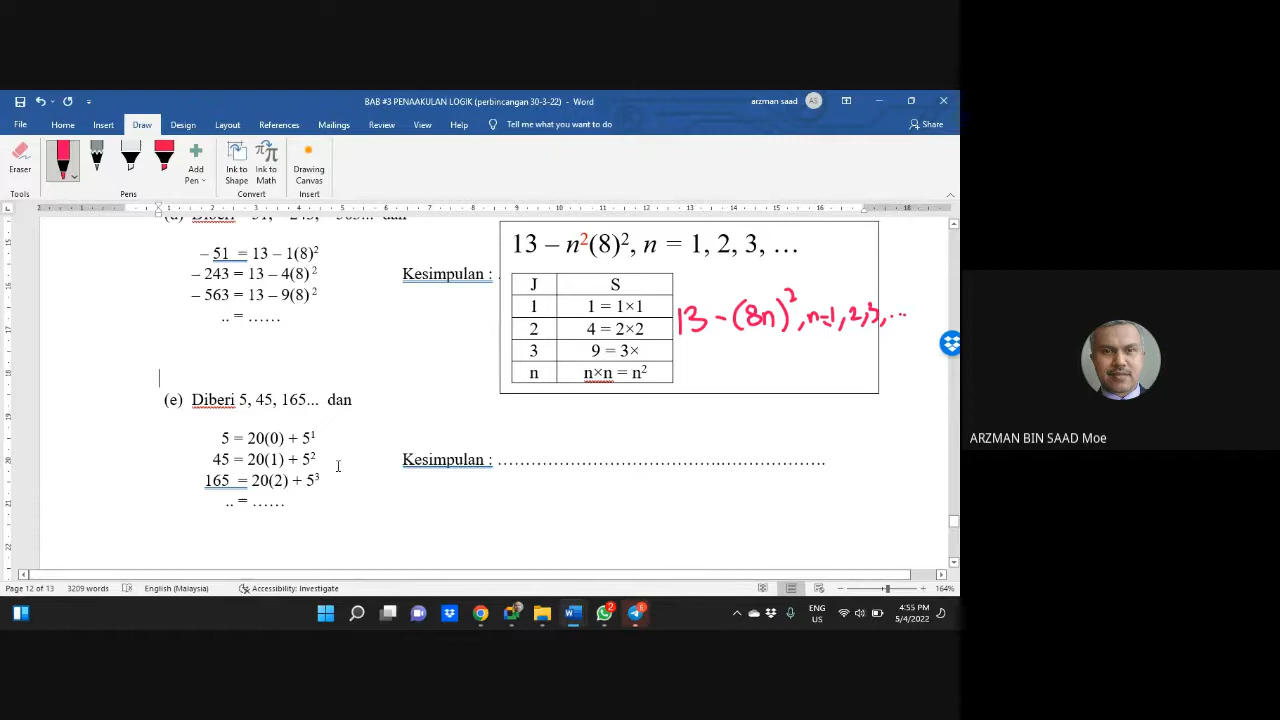 BAB #3 PENAAKULAN LOGIK (perbincangan 30-3-22) - Word
arzman saad
AS
File
Home
Insert
Draw
Design
Layout
References
Mailings
Review
View
Help
Tell me what you want to do
Share
Eraser
Add
Pen
Ink to
Shape
Ink to
Math
Drawing
Canvas
Tools
Pens
Convert
Insert
– 51 = 13 – 1(8)²
– 243 = 13 – 4(8)²
– 563 = 13 – 9(8)²
.. = ……
Kesimpulan :
13 – n²(8)², n = 1, 2, 3, …
J S
1 1 = 1×1
2 4 = 2×2
3 9 = 3×
n n×n = n²
13 – (8n)², n=1, 2, 3, ...
(e) Diberi 5, 45, 165... dan
5 = 20(0) + 5¹
45 = 20(1) + 5²
165 = 20(2) + 5³
.. = ……
Kesimpulan : …………………………………………..……………….
ARZMAN BIN SAAD Moe
Page 12 of 13
3209 words
English (Malaysia)
Accessibility: Investigate
164%
2
6
ENG
US
4:55 PM
5/4/2022